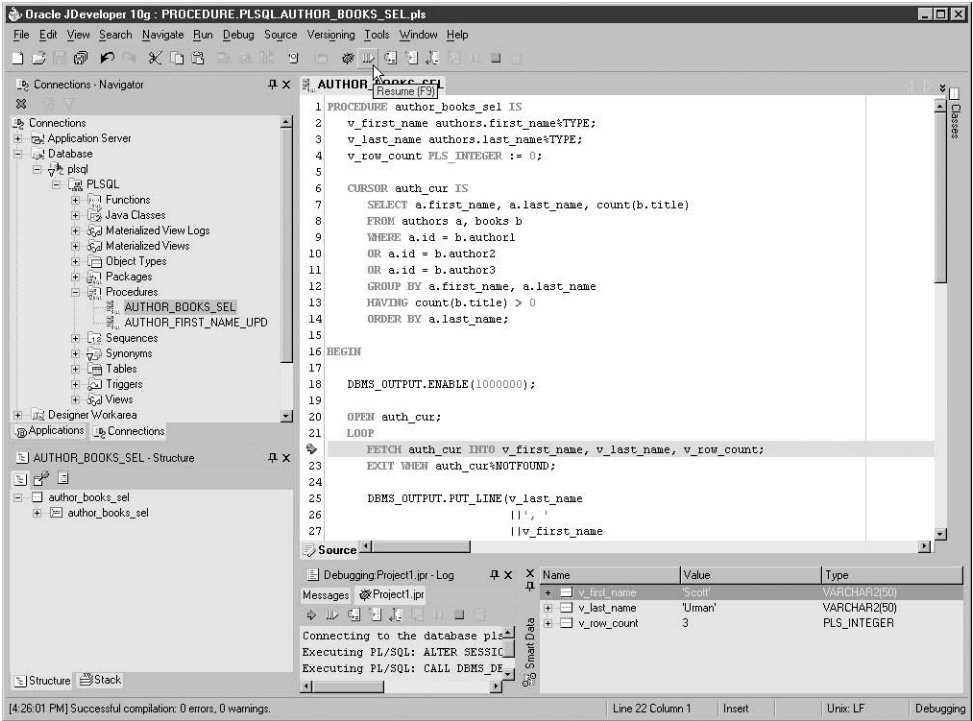 Oracle JDeveloper 10g : PROCEDURE.PLSQL.AUTHOR_BOOKS_SEL.pls
File Edit View Search Navigate Run Debug Source Versioning Tools Window Help
Connections - Navigator
Connections
Application Server
Database
plsql
PLSQL
Functions
Java Classes
Materialized View Logs
Materialized Views
Object Types
Packages
Procedures
AUTHOR_BOOKS_SEL
AUTHOR_FIRST_NAME_UPD
Sequences
Synonyms
Tables
Triggers
Views
Designer Workarea
Applications Connections
AUTHOR_BOOKS_SEL - Structure
author_books_sel
author_books_sel
Structure Stack
AUTHOR_BOOKS_SEL
Resume (F9)
Classes
1 PROCEDURE author_books_sel IS
2 v_first_name authors.first_name%TYPE;
3 v_last_name authors.last_name%TYPE;
4 v_row_count PLS_INTEGER := 0;
5
6 CURSOR auth_cur IS
7 SELECT a.first_name, a.last_name, count(b.title)
8 FROM authors a, books b
9 WHERE a.id = b.author1
10 OR a.id = b.author2
11 OR a.id = b.author3
12 GROUP BY a.first_name, a.last_name
13 HAVING count(b.title) > 0
14 ORDER BY a.last_name;
15
16 BEGIN
17
18 DBMS_OUTPUT.ENABLE(1000000);
19
20 OPEN auth_cur;
21 LOOP
FETCH auth_cur INTO v_first_name, v_last_name, v_row_count;
23 EXIT WHEN auth_cur%NOTFOUND;
24
25 DBMS_OUTPUT.PUT_LINE(v_last_name
26 ||', '
27 ||v_first_name
Source
Debugging:Project1.jpr - Log
Messages Project1.jpr
Connecting to the database pls
Executing PL/SQL: ALTER SESSIO
Executing PL/SQL: CALL DBMS_DE
Smart Data
Name Value Type
v_first_name 'Scott' VARCHAR2(50)
v_last_name 'Urman' VARCHAR2(50)
v_row_count 3 PLS_INTEGER
[4:26:01 PM] Successful compilation: 0 errors, 0 warnings.
Line 22 Column 1 Insert Unix: LF Debugging